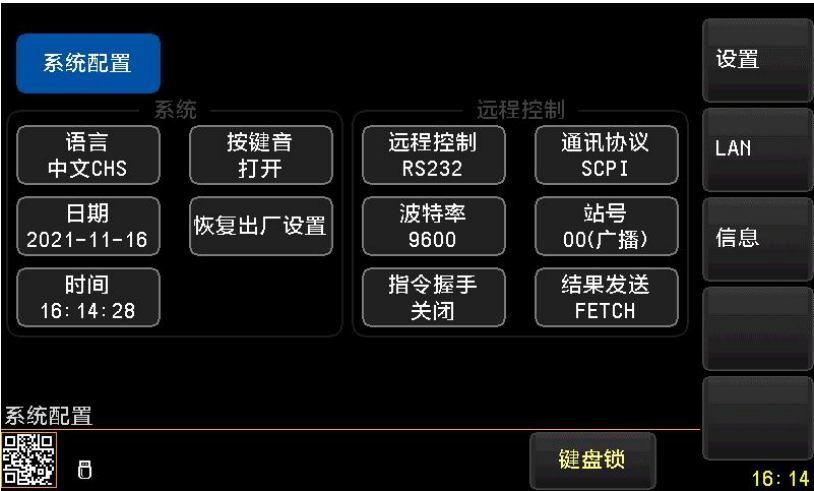 系统配置
设置
系统
远程控制
语言
中文CHS
按键音
打开
远程控制
RS232
通讯协议
SCPI
LAN
日期
2021-11-16
恢复出厂设置
波特率
9600
站号
00(广播)
信息
时间
16:14:28
指令握手
关闭
结果发送
FETCH
系统配置
键盘锁
16:14